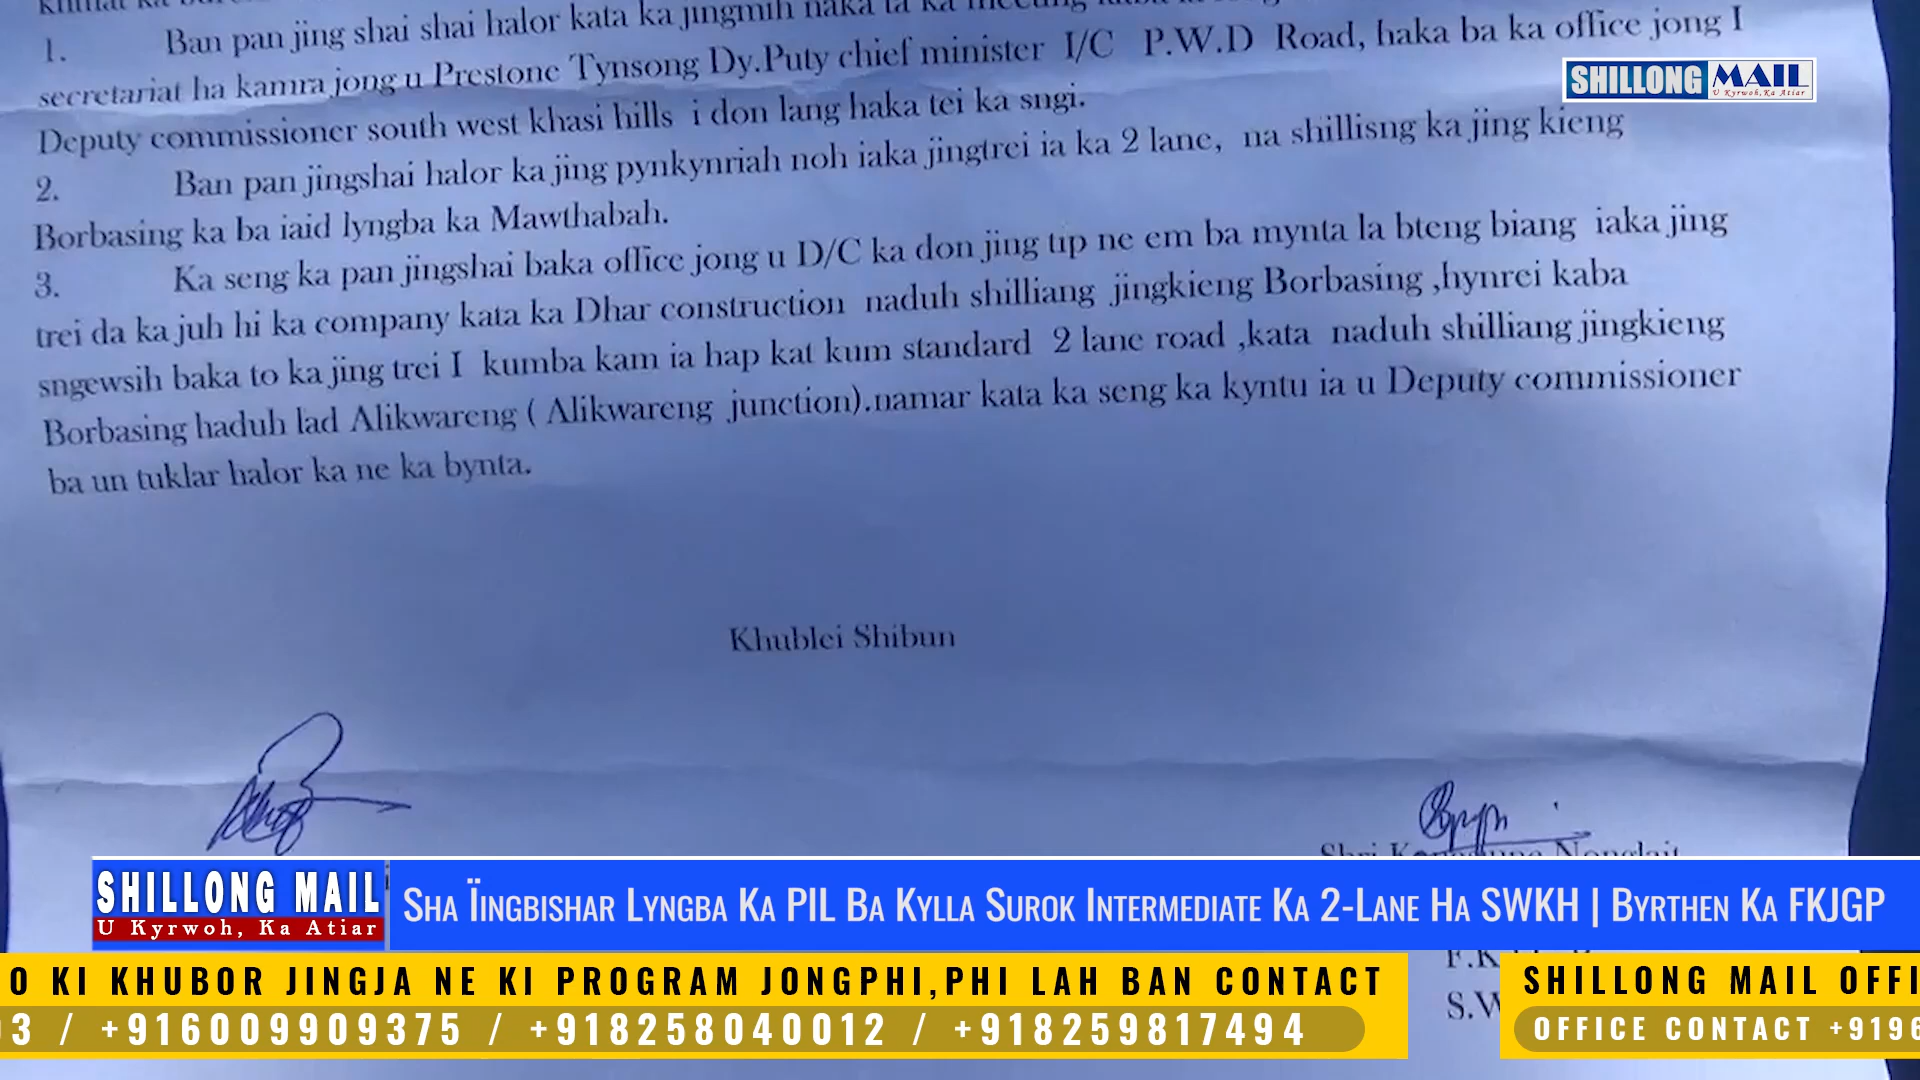 1. Ban pan jing shai shai halor kata ka jingmih naka ta ka meeting
secretariat ha kamra jong u Prestone Tynsong Dy.Puty chief minister I/C P.W.D Road, haka ba ka office jong I
Deputy commissioner south west khasi hills i don lang haka tei ka sngi.
2. Ban pan jingshai halor ka jing pynkynriah noh iaka jingtrei ia ka 2 lane, na shillisng ka jing kieng
Borbasing ka ba iaid lyngba ka Mawthabah.
3. Ka seng ka pan jingshai baka office jong u D/C ka don jing tip ne em ba mynta la bteng biang iaka jing
trei da ka juh hi ka company kata ka Dhar construction naduh shilliang jingkieng Borbasing ,hynrei kaba
sngewsih baka to ka jing trei I kumba kam ia hap kat kum standard 2 lane road ,kata naduh shilliang jingkieng
Borbasing haduh lad Alikwareng ( Alikwareng junction).namar kata ka seng ka kyntu ia u Deputy commissioner
ba un tuklar halor ka ne ka bynta.
Khublei Shibun
SHILLONG MAIL
U Kyrwoh, Ka Atiar
Shri Nonglait
SHILLONG MAIL
U Kyrwoh, Ka Atiar
Sha Ïingbishar Lyngba Ka PIL Ba Kylla Surok Intermediate Ka 2-Lane Ha SWKH | Byrthen Ka FKJGP
O KI KHUBOR JINGJA NE KI PROGRAM JONGPHI,PHI LAH BAN CONTACT
03 / +916009909375 / +918258040012 / +918259817494
SHILLONG MAIL OFFI
OFFICE CONTACT +9196